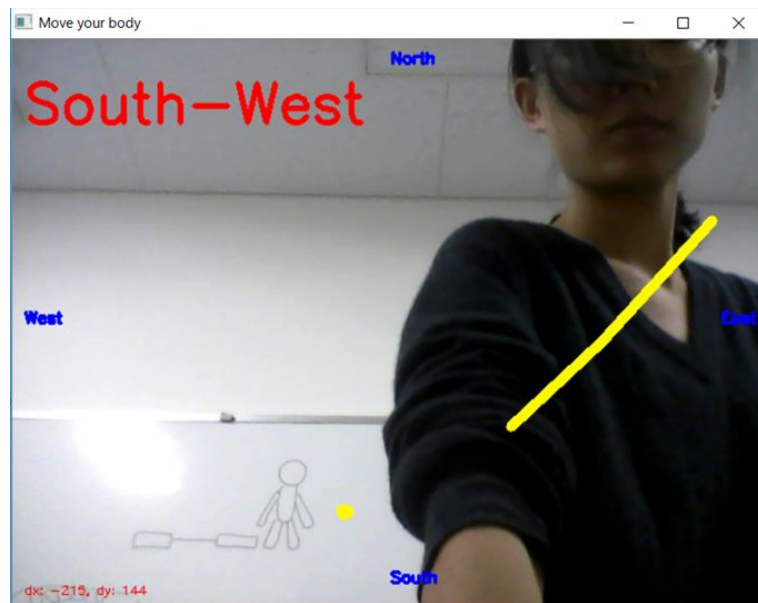 Move your body
North
South-West
West
East
South
dx: -215, dy: 144